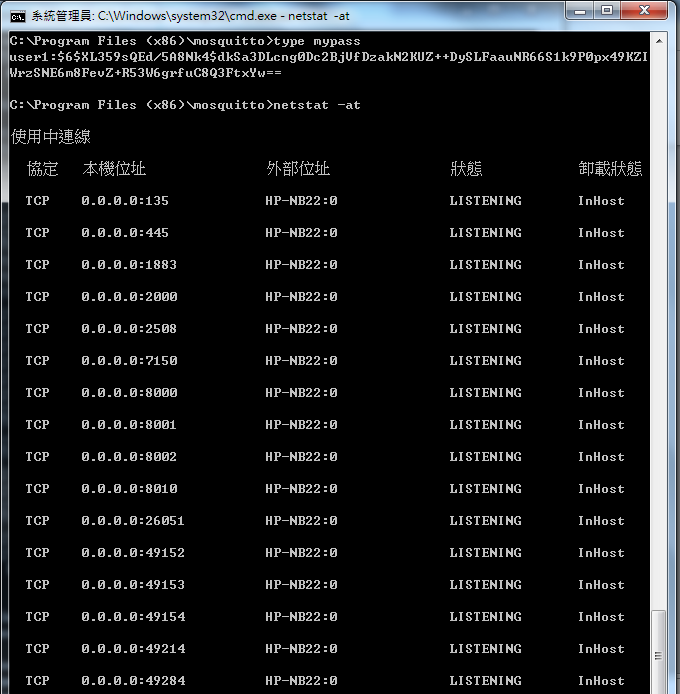 系統管理員: C:\Windows\system32\cmd.exe - netstat -at
C:\Program Files (x86)\mosquitto>type mypass
user1:$6$XL359sQEd/5A8Nk4$dkSa3DLcng0Dc2BjVfDzakN2KUZ++DySLFaauNR66S1k9P0px49KZI
WrzSNE6m8FevZ+R53W6grfuC8Q3FtxYw==
C:\Program Files (x86)\mosquitto>netstat -at
使用中連線
協定 本機位址 外部位址 狀態 卸載狀態
TCP 0.0.0.0:135 HP-NB22:0 LISTENING InHost
TCP 0.0.0.0:445 HP-NB22:0 LISTENING InHost
TCP 0.0.0.0:1883 HP-NB22:0 LISTENING InHost
TCP 0.0.0.0:2000 HP-NB22:0 LISTENING InHost
TCP 0.0.0.0:2508 HP-NB22:0 LISTENING InHost
TCP 0.0.0.0:7150 HP-NB22:0 LISTENING InHost
TCP 0.0.0.0:8000 HP-NB22:0 LISTENING InHost
TCP 0.0.0.0:8001 HP-NB22:0 LISTENING InHost
TCP 0.0.0.0:8002 HP-NB22:0 LISTENING InHost
TCP 0.0.0.0:8010 HP-NB22:0 LISTENING InHost
TCP 0.0.0.0:26051 HP-NB22:0 LISTENING InHost
TCP 0.0.0.0:49152 HP-NB22:0 LISTENING InHost
TCP 0.0.0.0:49153 HP-NB22:0 LISTENING InHost
TCP 0.0.0.0:49154 HP-NB22:0 LISTENING InHost
TCP 0.0.0.0:49214 HP-NB22:0 LISTENING InHost
TCP 0.0.0.0:49284 HP-NB22:0 LISTENING InHost